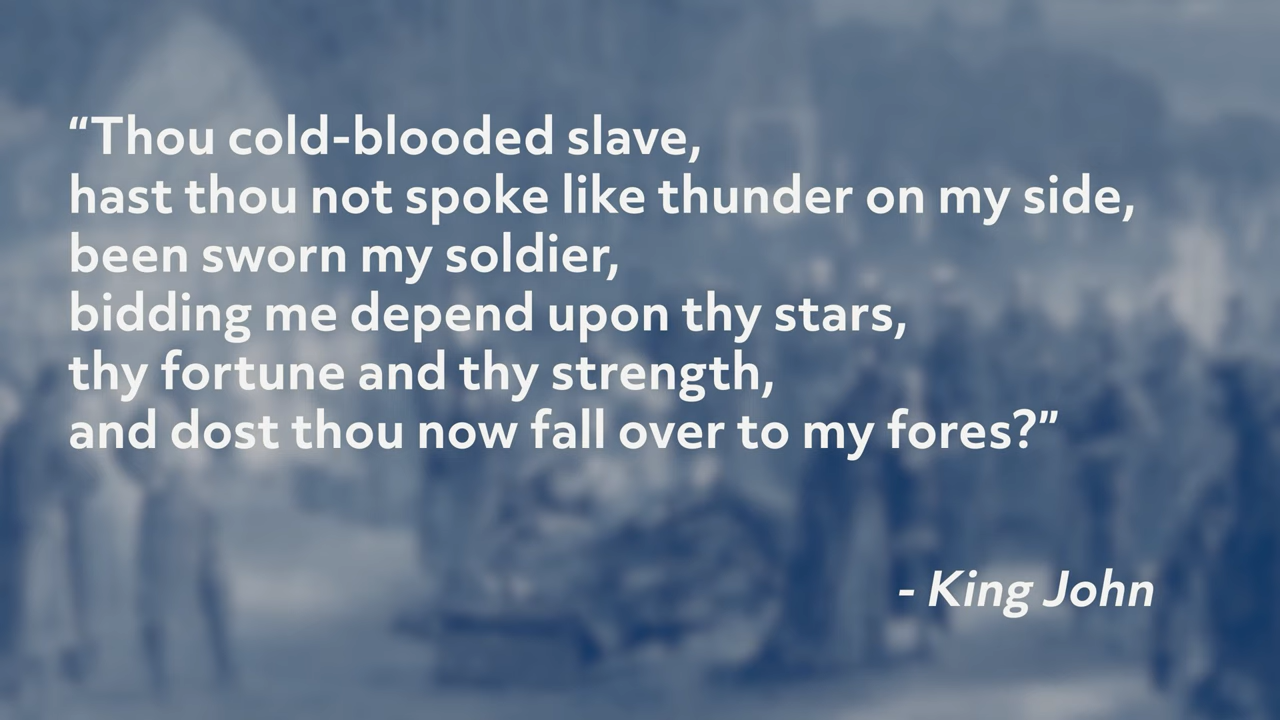 “Thou cold-blooded slave,
hast thou not spoke like thunder on my side,
been sworn my soldier,
bidding me depend upon thy stars,
thy fortune and thy strength,
and dost thou now fall over to my fores?”
- King John